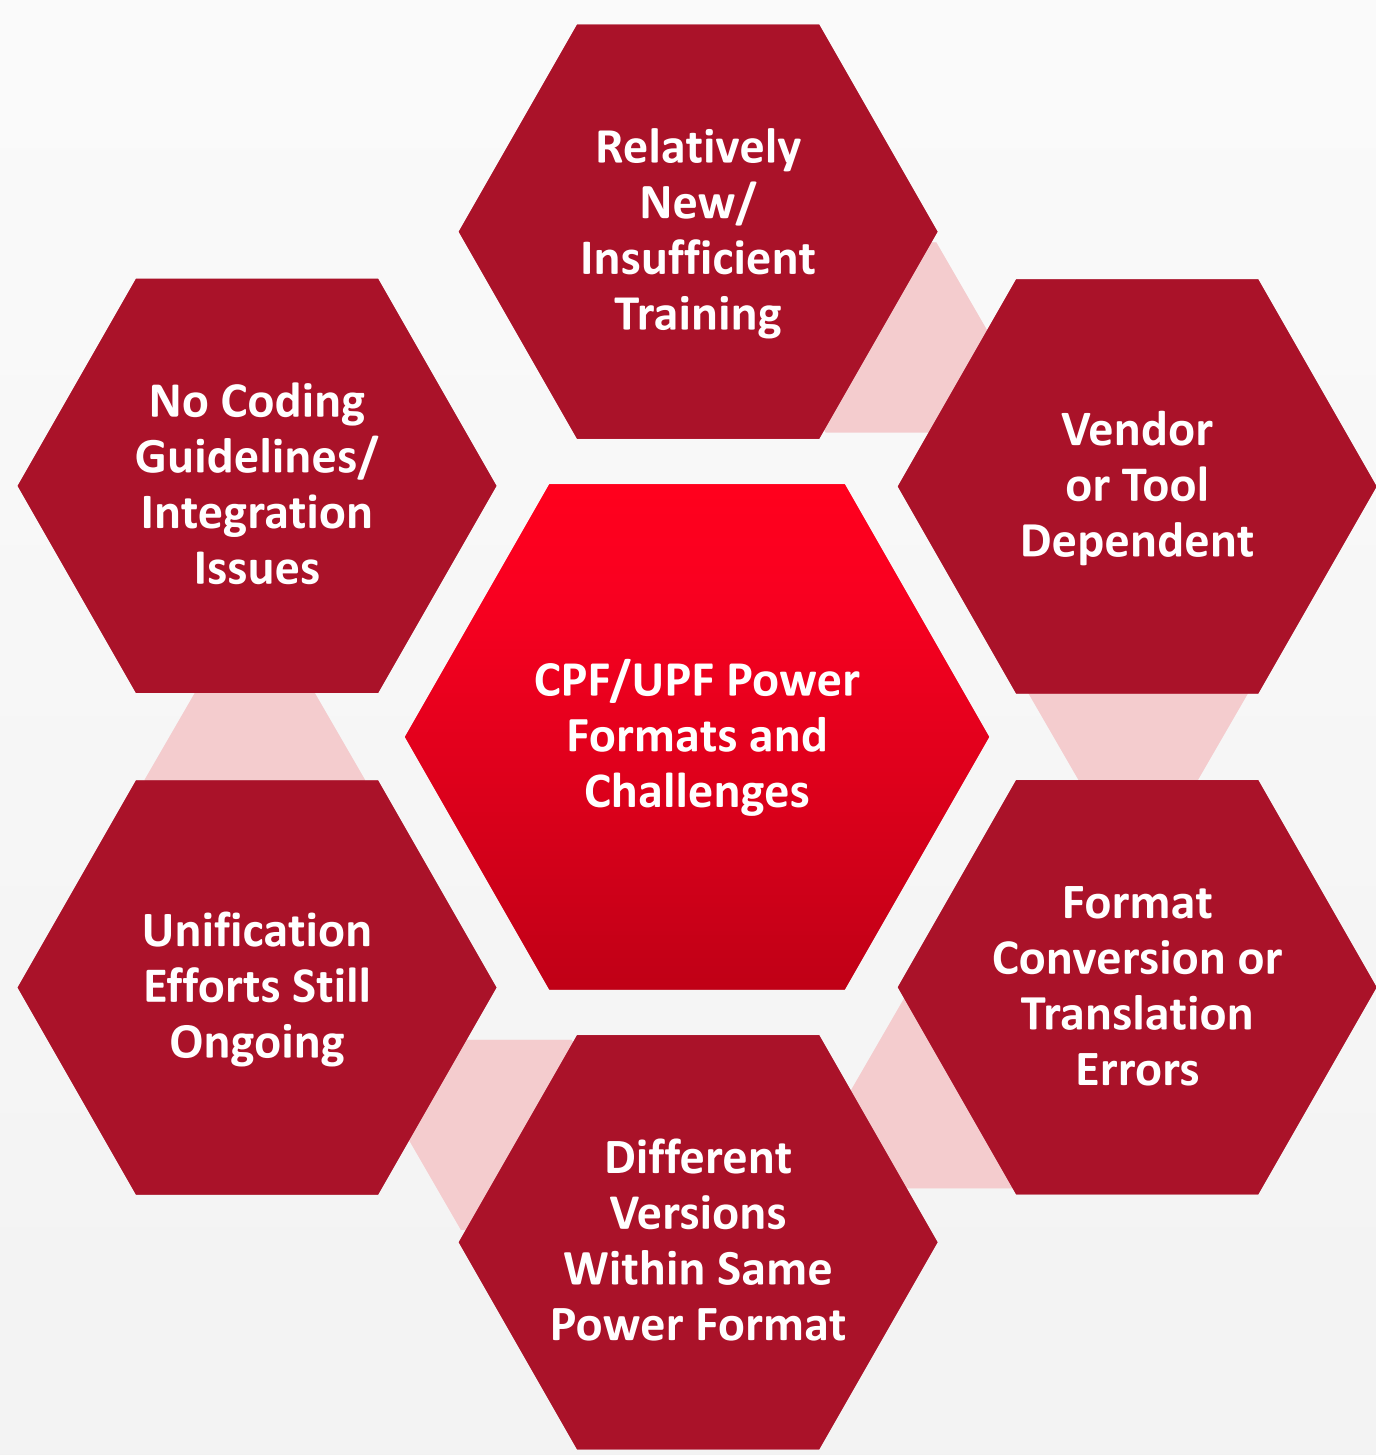 Relatively
New/
Insufficient
Training
Vendor
or Tool
Dependent
Format
Conversion or
Translation
Errors
Different
Versions
Within Same
Power Format
Unification
Efforts Still
Ongoing
No Coding
Guidelines/
Integration
Issues
CPF/UPF Power
Formats and
Challenges